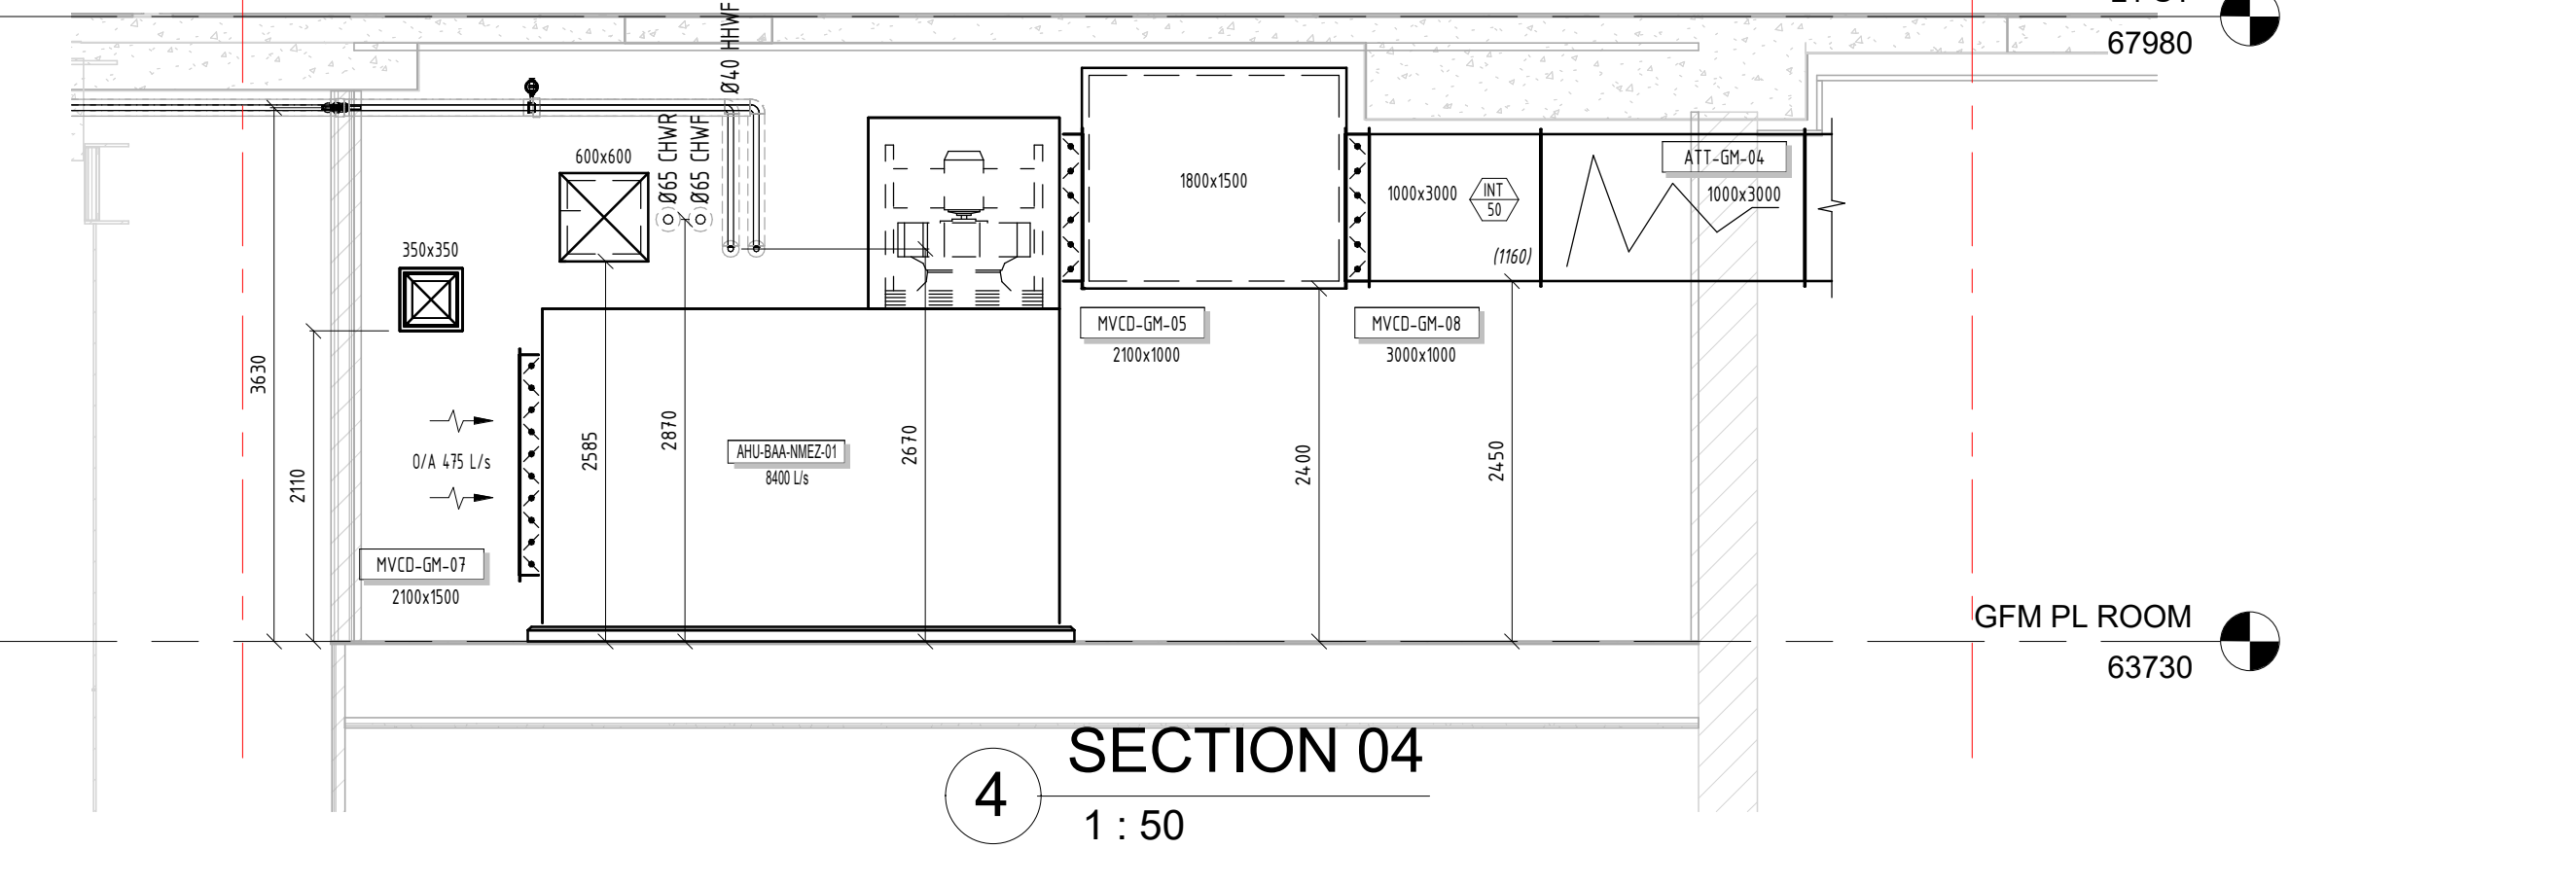 67980
Ø40 HHWF
Ø65 CHWR
Ø65 CHWF
600x600
350x350
1800x1500
1000x3000
INT
50
(1160)
ATT-GM-04
1000x3000
MVCD-GM-05
2100x1000
MVCD-GM-08
3000x1000
3630
2110
O/A 475 L/s
MVCD-GM-07
2100x1500
2585
2870
AHU-BAA-NMEZ-01
8400 L/s
2670
2400
2450
GFM PL ROOM
63730
4
SECTION 04
1 : 50